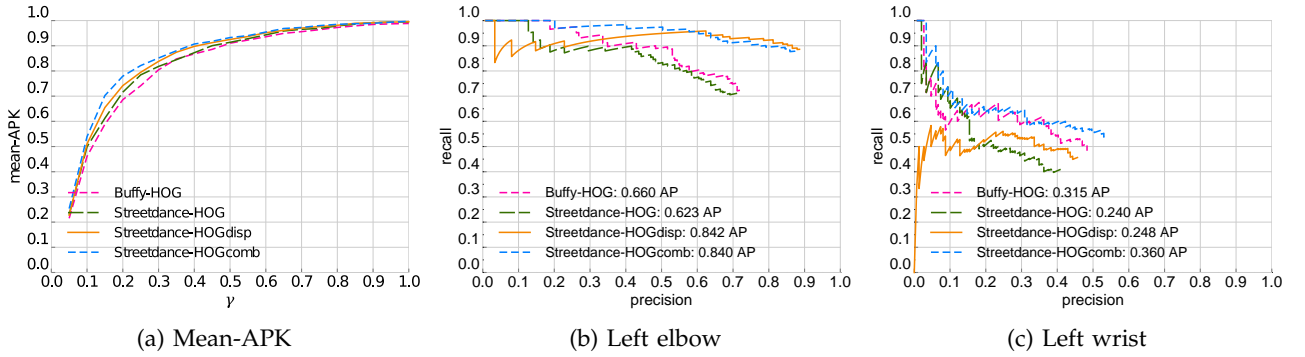 1.0
0.9
0.8
0.7
0.6
0.5
0.4
0.3
0.2
0.1
0.0
mean-APK
Buffy-HOG
Streetdance-HOG
Streetdance-HOGdisp
Streetdance-HOGcomb
0.0 0.1 0.2 0.3 0.4 0.5 0.6 0.7 0.8 0.9 1.0
γ
(a) Mean-APK
1.0
0.9
0.8
0.7
0.6
0.5
0.4
0.3
0.2
0.1
0.0
recall
Buffy-HOG: 0.660 AP
Streetdance-HOG: 0.623 AP
Streetdance-HOGdisp: 0.842 AP
Streetdance-HOGcomb: 0.840 AP
0.0 0.1 0.2 0.3 0.4 0.5 0.6 0.7 0.8 0.9 1.0
precision
(b) Left elbow
1.0
0.9
0.8
0.7
0.6
0.5
0.4
0.3
0.2
0.1
0.0
recall
Buffy-HOG: 0.315 AP
Streetdance-HOG: 0.240 AP
Streetdance-HOGdisp: 0.248 AP
Streetdance-HOGcomb: 0.360 AP
0.0 0.1 0.2 0.3 0.4 0.5 0.6 0.7 0.8 0.9 1.0
precision
(c) Left wrist